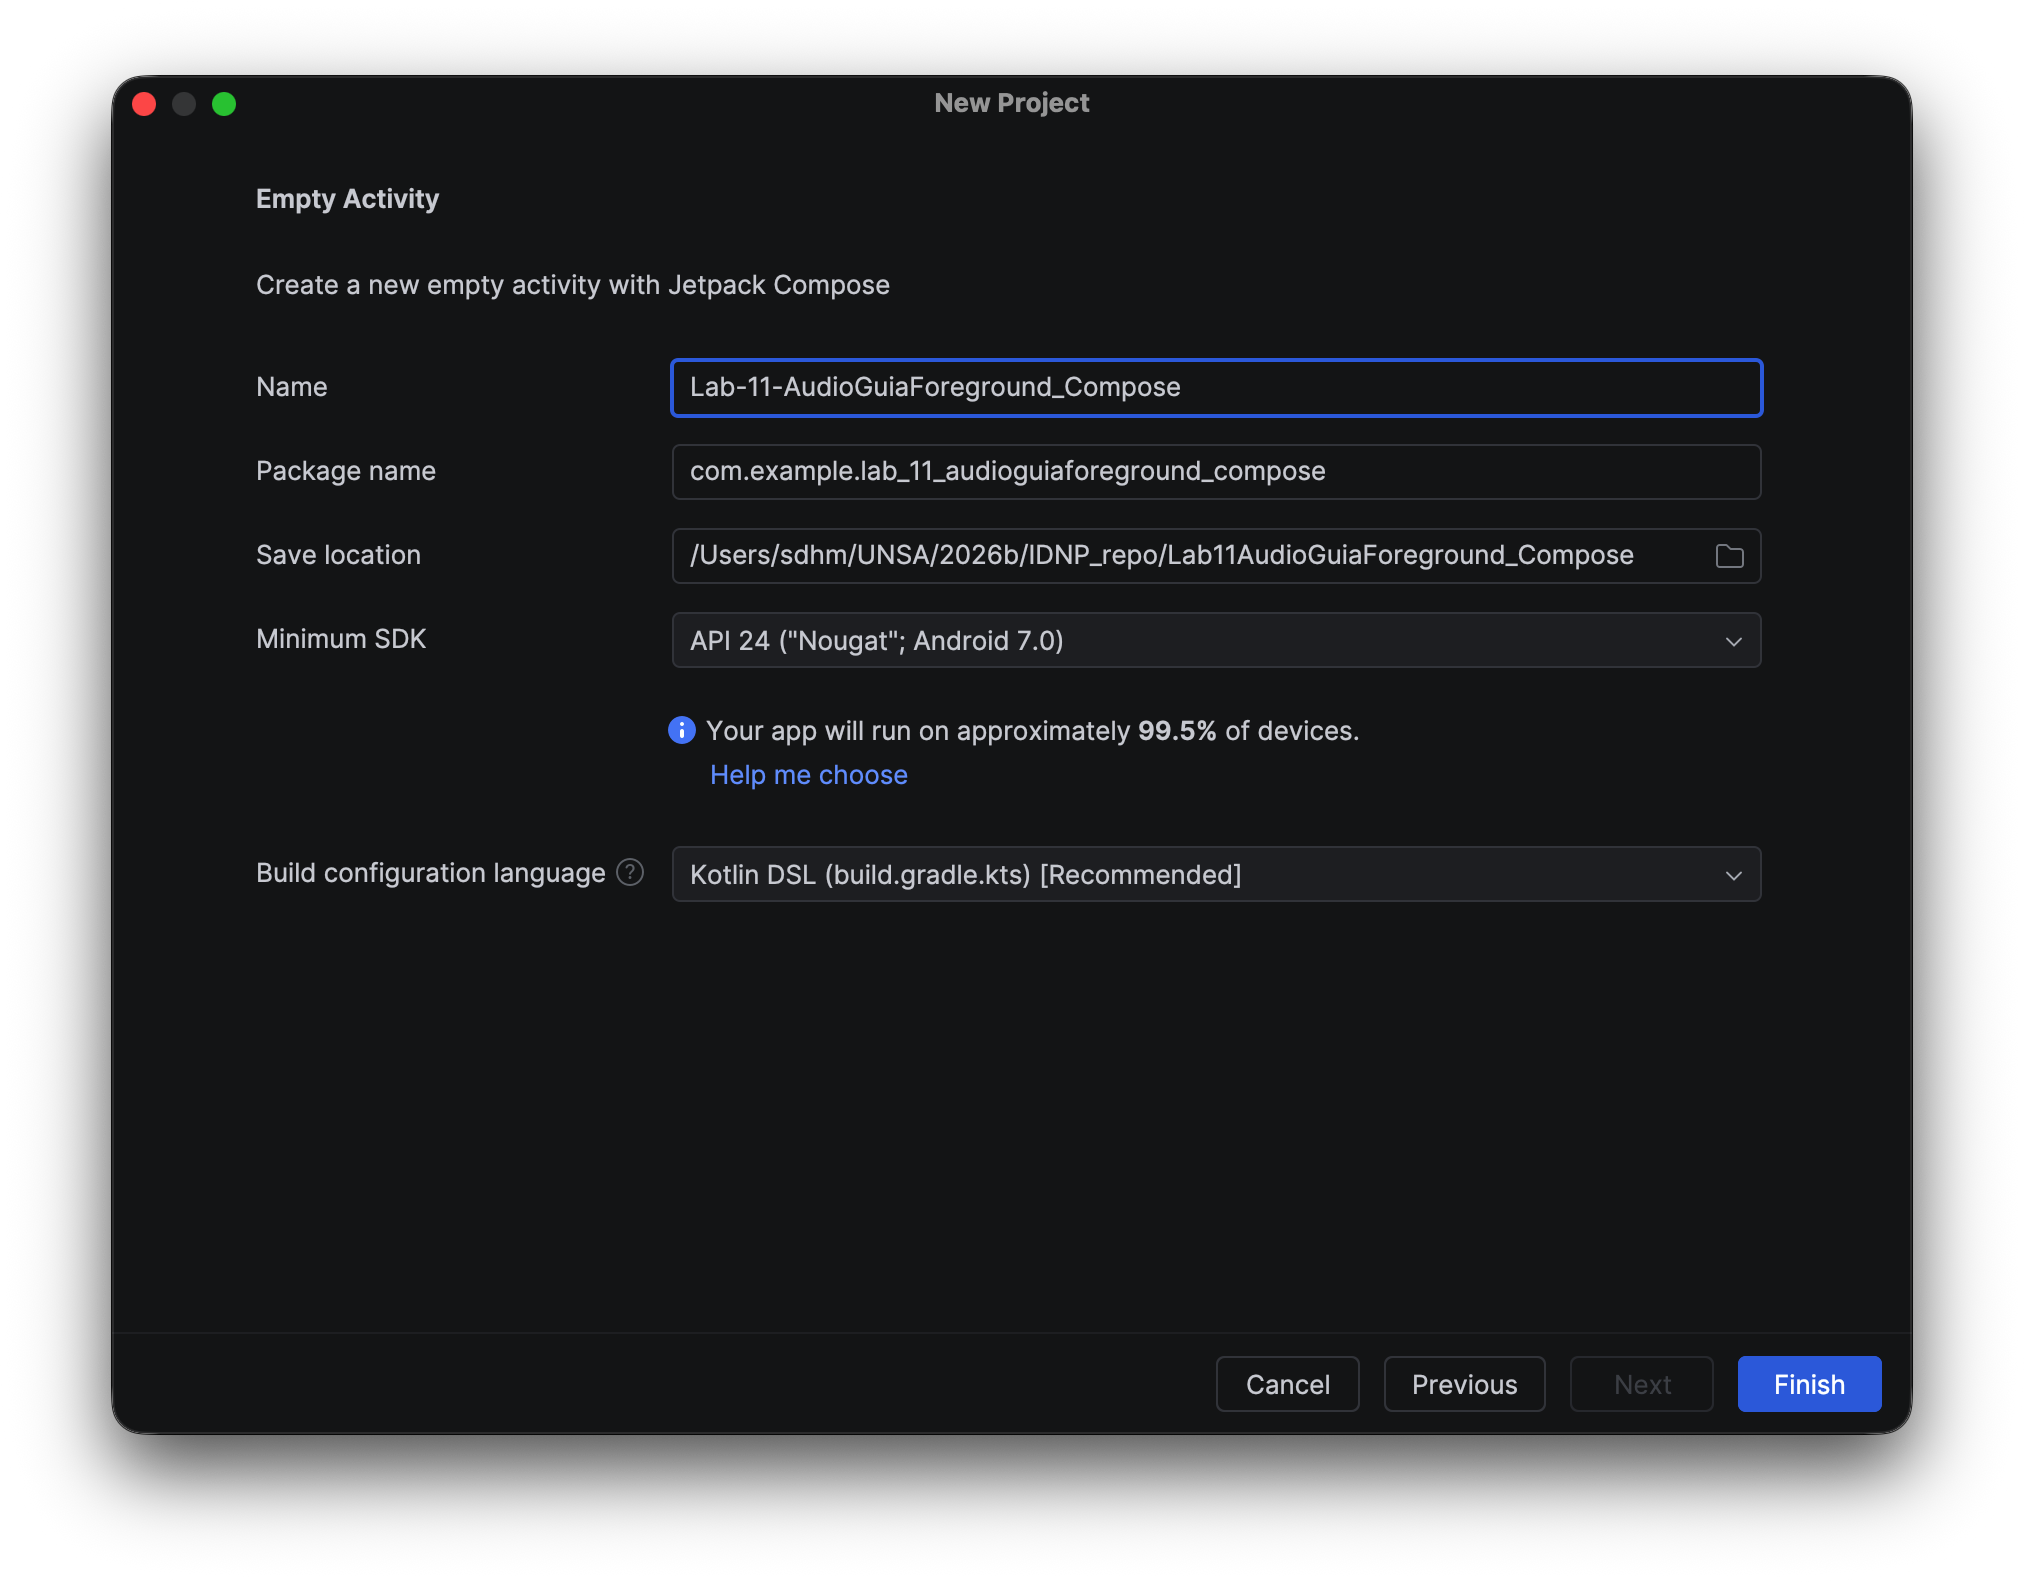 New Project
Empty Activity
Create a new empty activity with Jetpack Compose
Name
Lab-11-AudioGuiaForeground_Compose
Package name
com.example.lab_11_audioguiaforeground_compose
Save location
/Users/sdhm/UNSA/2026b/IDNP_repo/Lab11AudioGuiaForeground_Compose
Minimum SDK
API 24 ("Nougat"; Android 7.0)
Your app will run on approximately 99.5% of devices.
Help me choose
Build configuration language ?
Kotlin DSL (build.gradle.kts) [Recommended]
Cancel Previous Next Finish